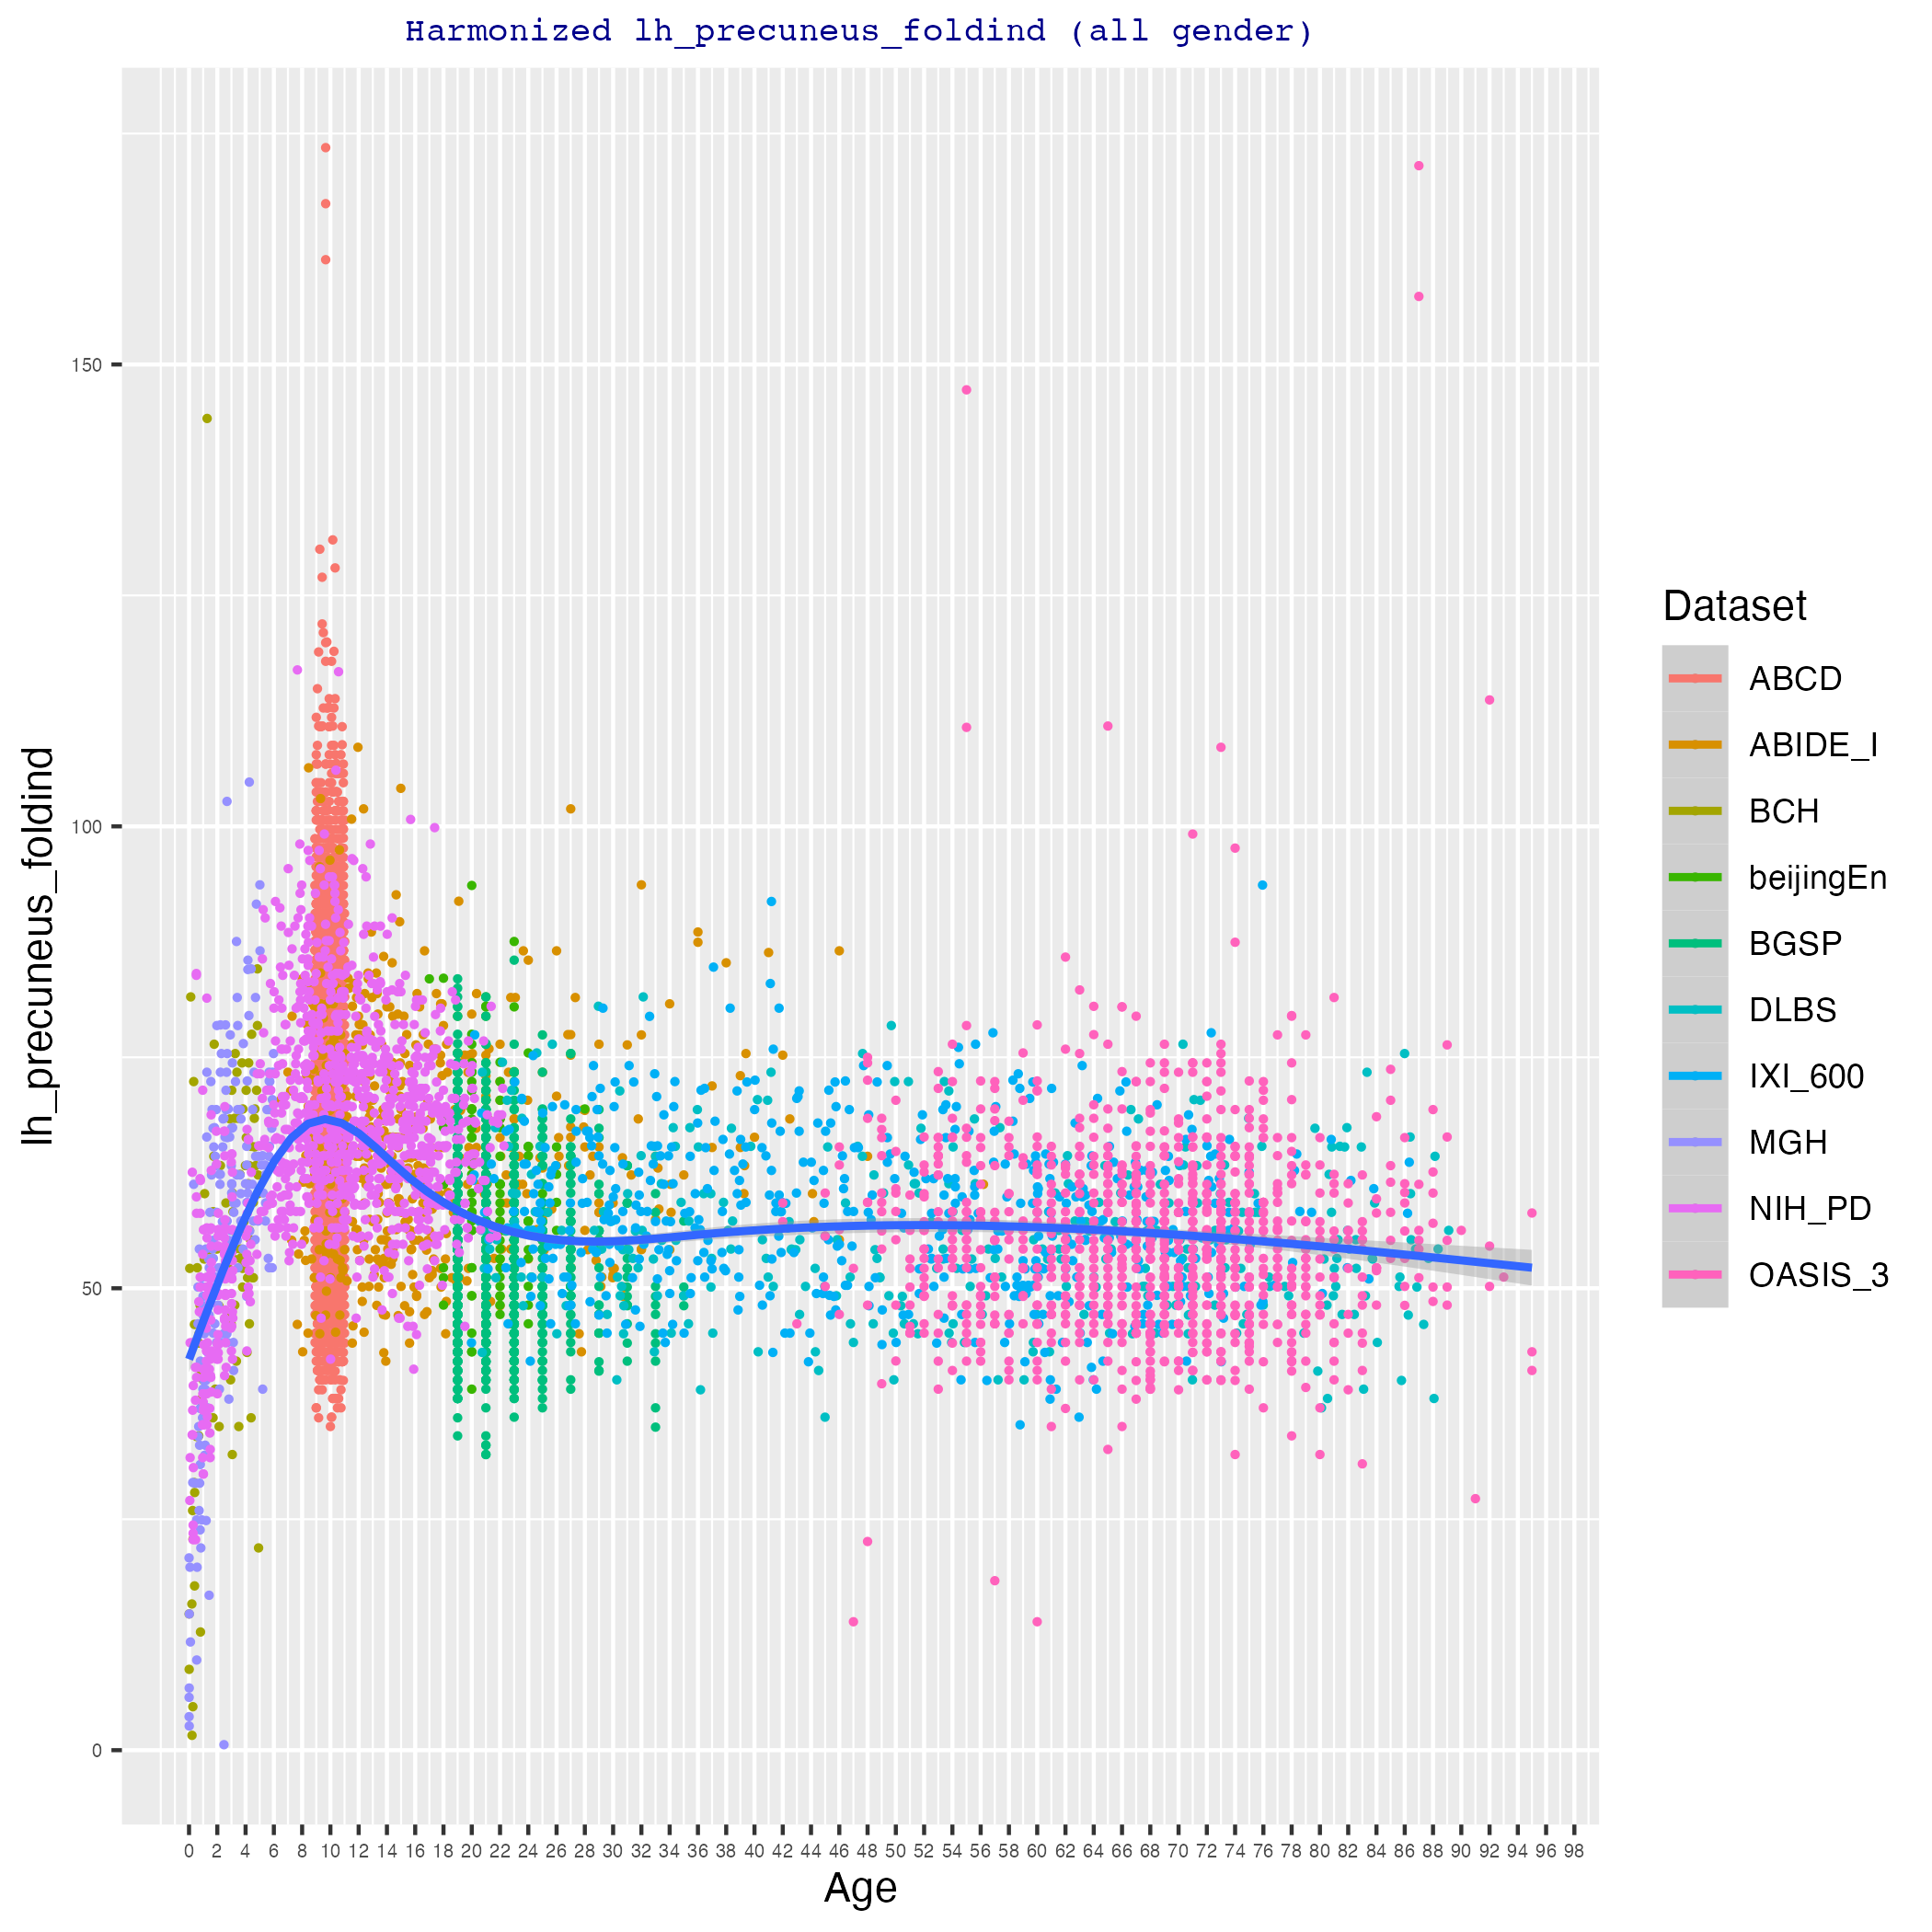 Harmonized lh_precuneus_foldind (all gender)
lh_precuneus_foldind
150
100
50
0
0 2 4 6 8 10 12 14 16 18 20 22 24 26 28 30 32 34 36 38 40 42 44 46 48 50 52 54 56 58 60 62 64 66 68 70 72 74 76 78 80 82 84 86 88 90 92 94 96 98
Age
Dataset
ABCD
ABIDE_I
BCH
beijingEn
BGSP
DLBS
IXI_600
MGH
NIH_PD
OASIS_3